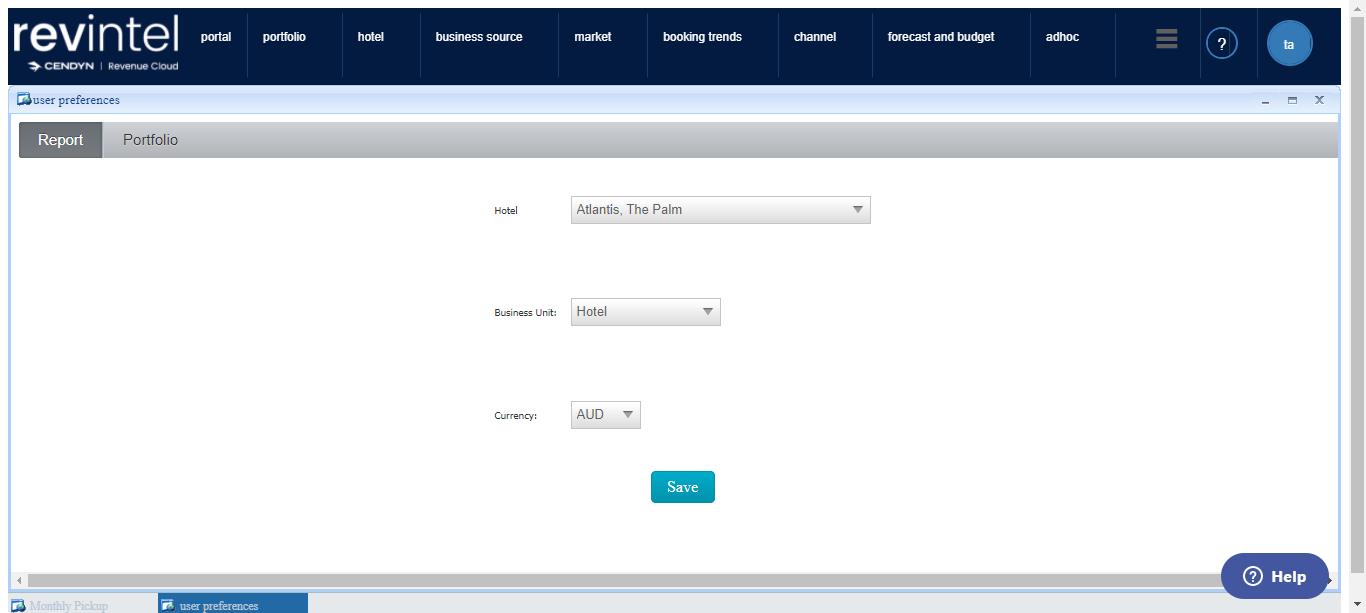 revintel
CENDYN | Revenue Cloud
portal
portfolio
hotel
business source
market
booking trends
channel
forecast and budget
adhoc
?
ta
user preferences
Report
Portfolio
Hotel
Atlantis, The Palm
Business Unit:
Hotel
Currency:
AUD
Save
? Help
Monthly Pickup
user preferences